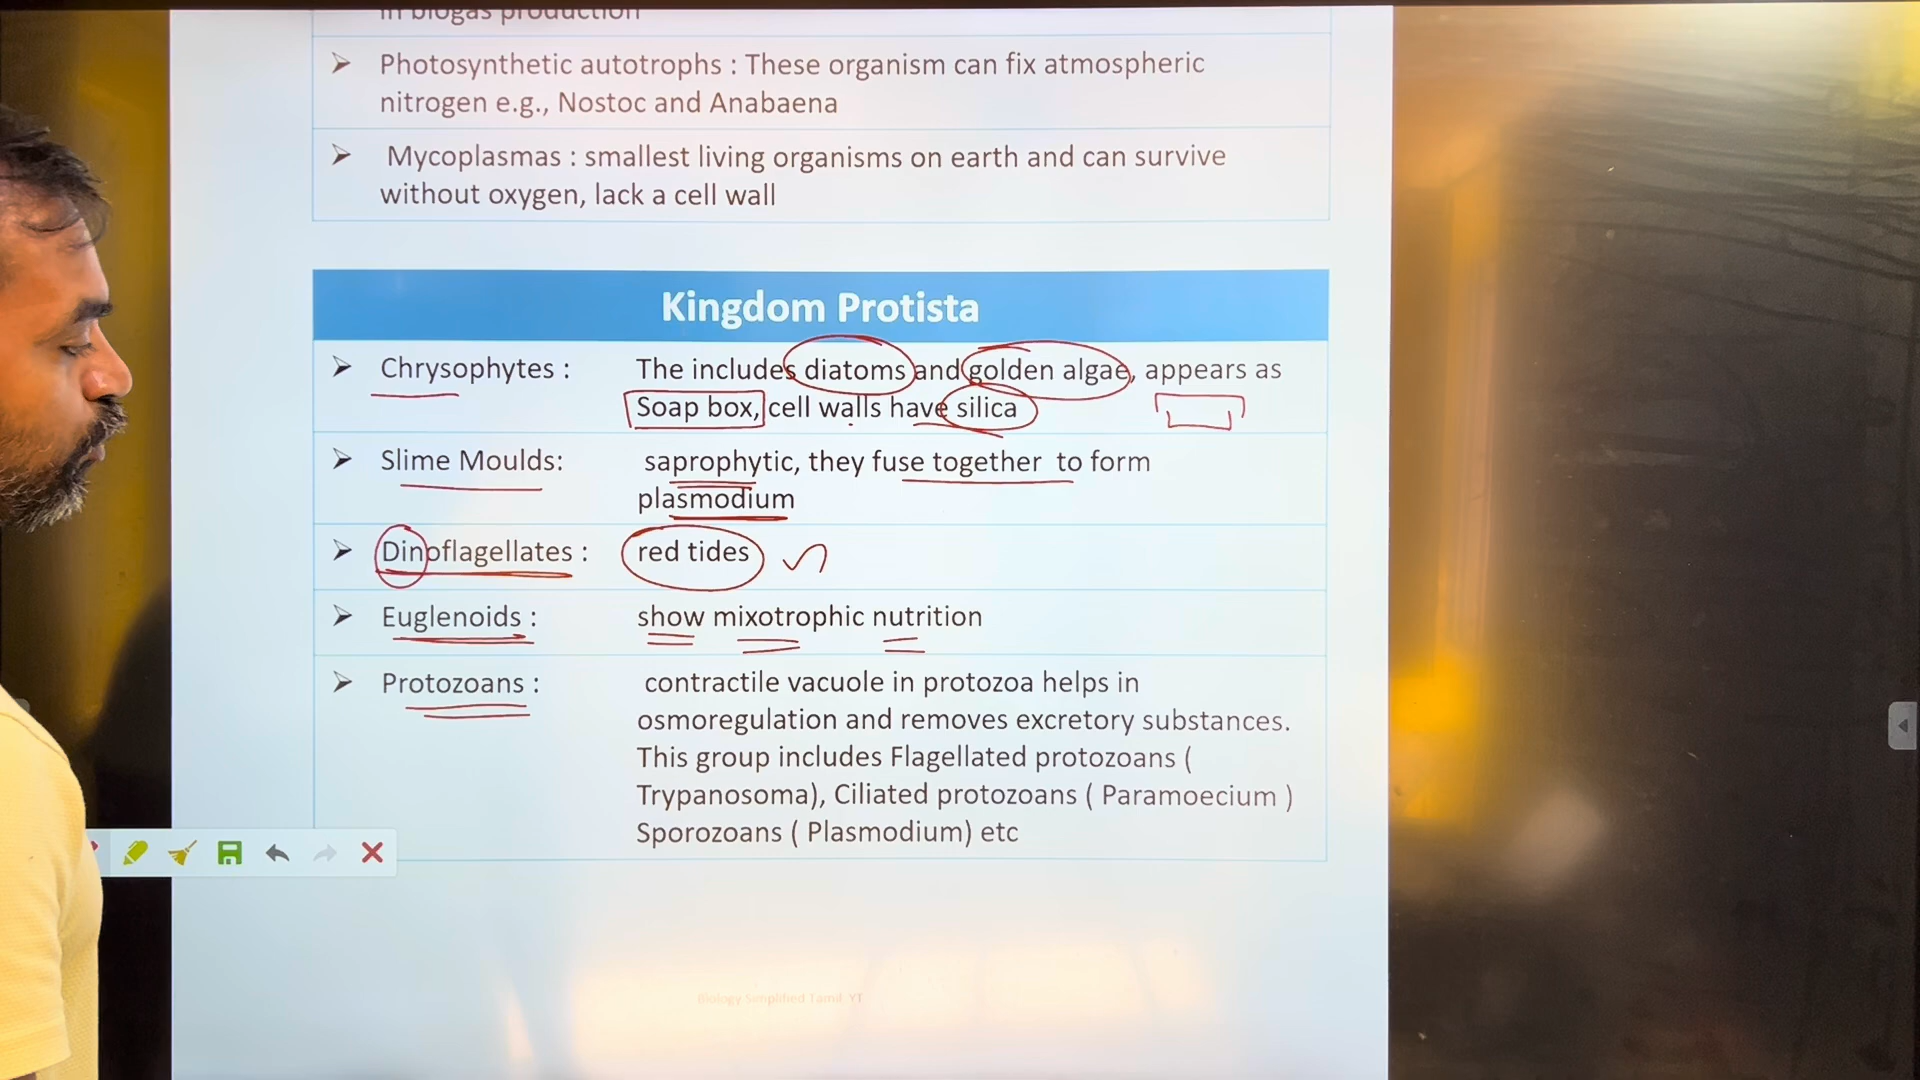 in biogas production
➢ Photosynthetic autotrophs : These organism can fix atmospheric
nitrogen e.g., Nostoc and Anabaena
➢ Mycoplasmas : smallest living organisms on earth and can survive
without oxygen, lack a cell wall
Kingdom Protista
➢ Chrysophytes : The includes diatoms and golden algae, appears as
Soap box, cell walls have silica
➢ Slime Moulds: saprophytic, they fuse together to form
plasmodium
➢ Dinoflagellates : red tides
➢ Euglenoids : show mixotrophic nutrition
➢ Protozoans : contractile vacuole in protozoa helps in
osmoregulation and removes excretory substances.
This group includes Flagellated protozoans (
Trypanosoma), Ciliated protozoans ( Paramoecium )
Sporozoans ( Plasmodium) etc
Biology Simplified Tamil YT